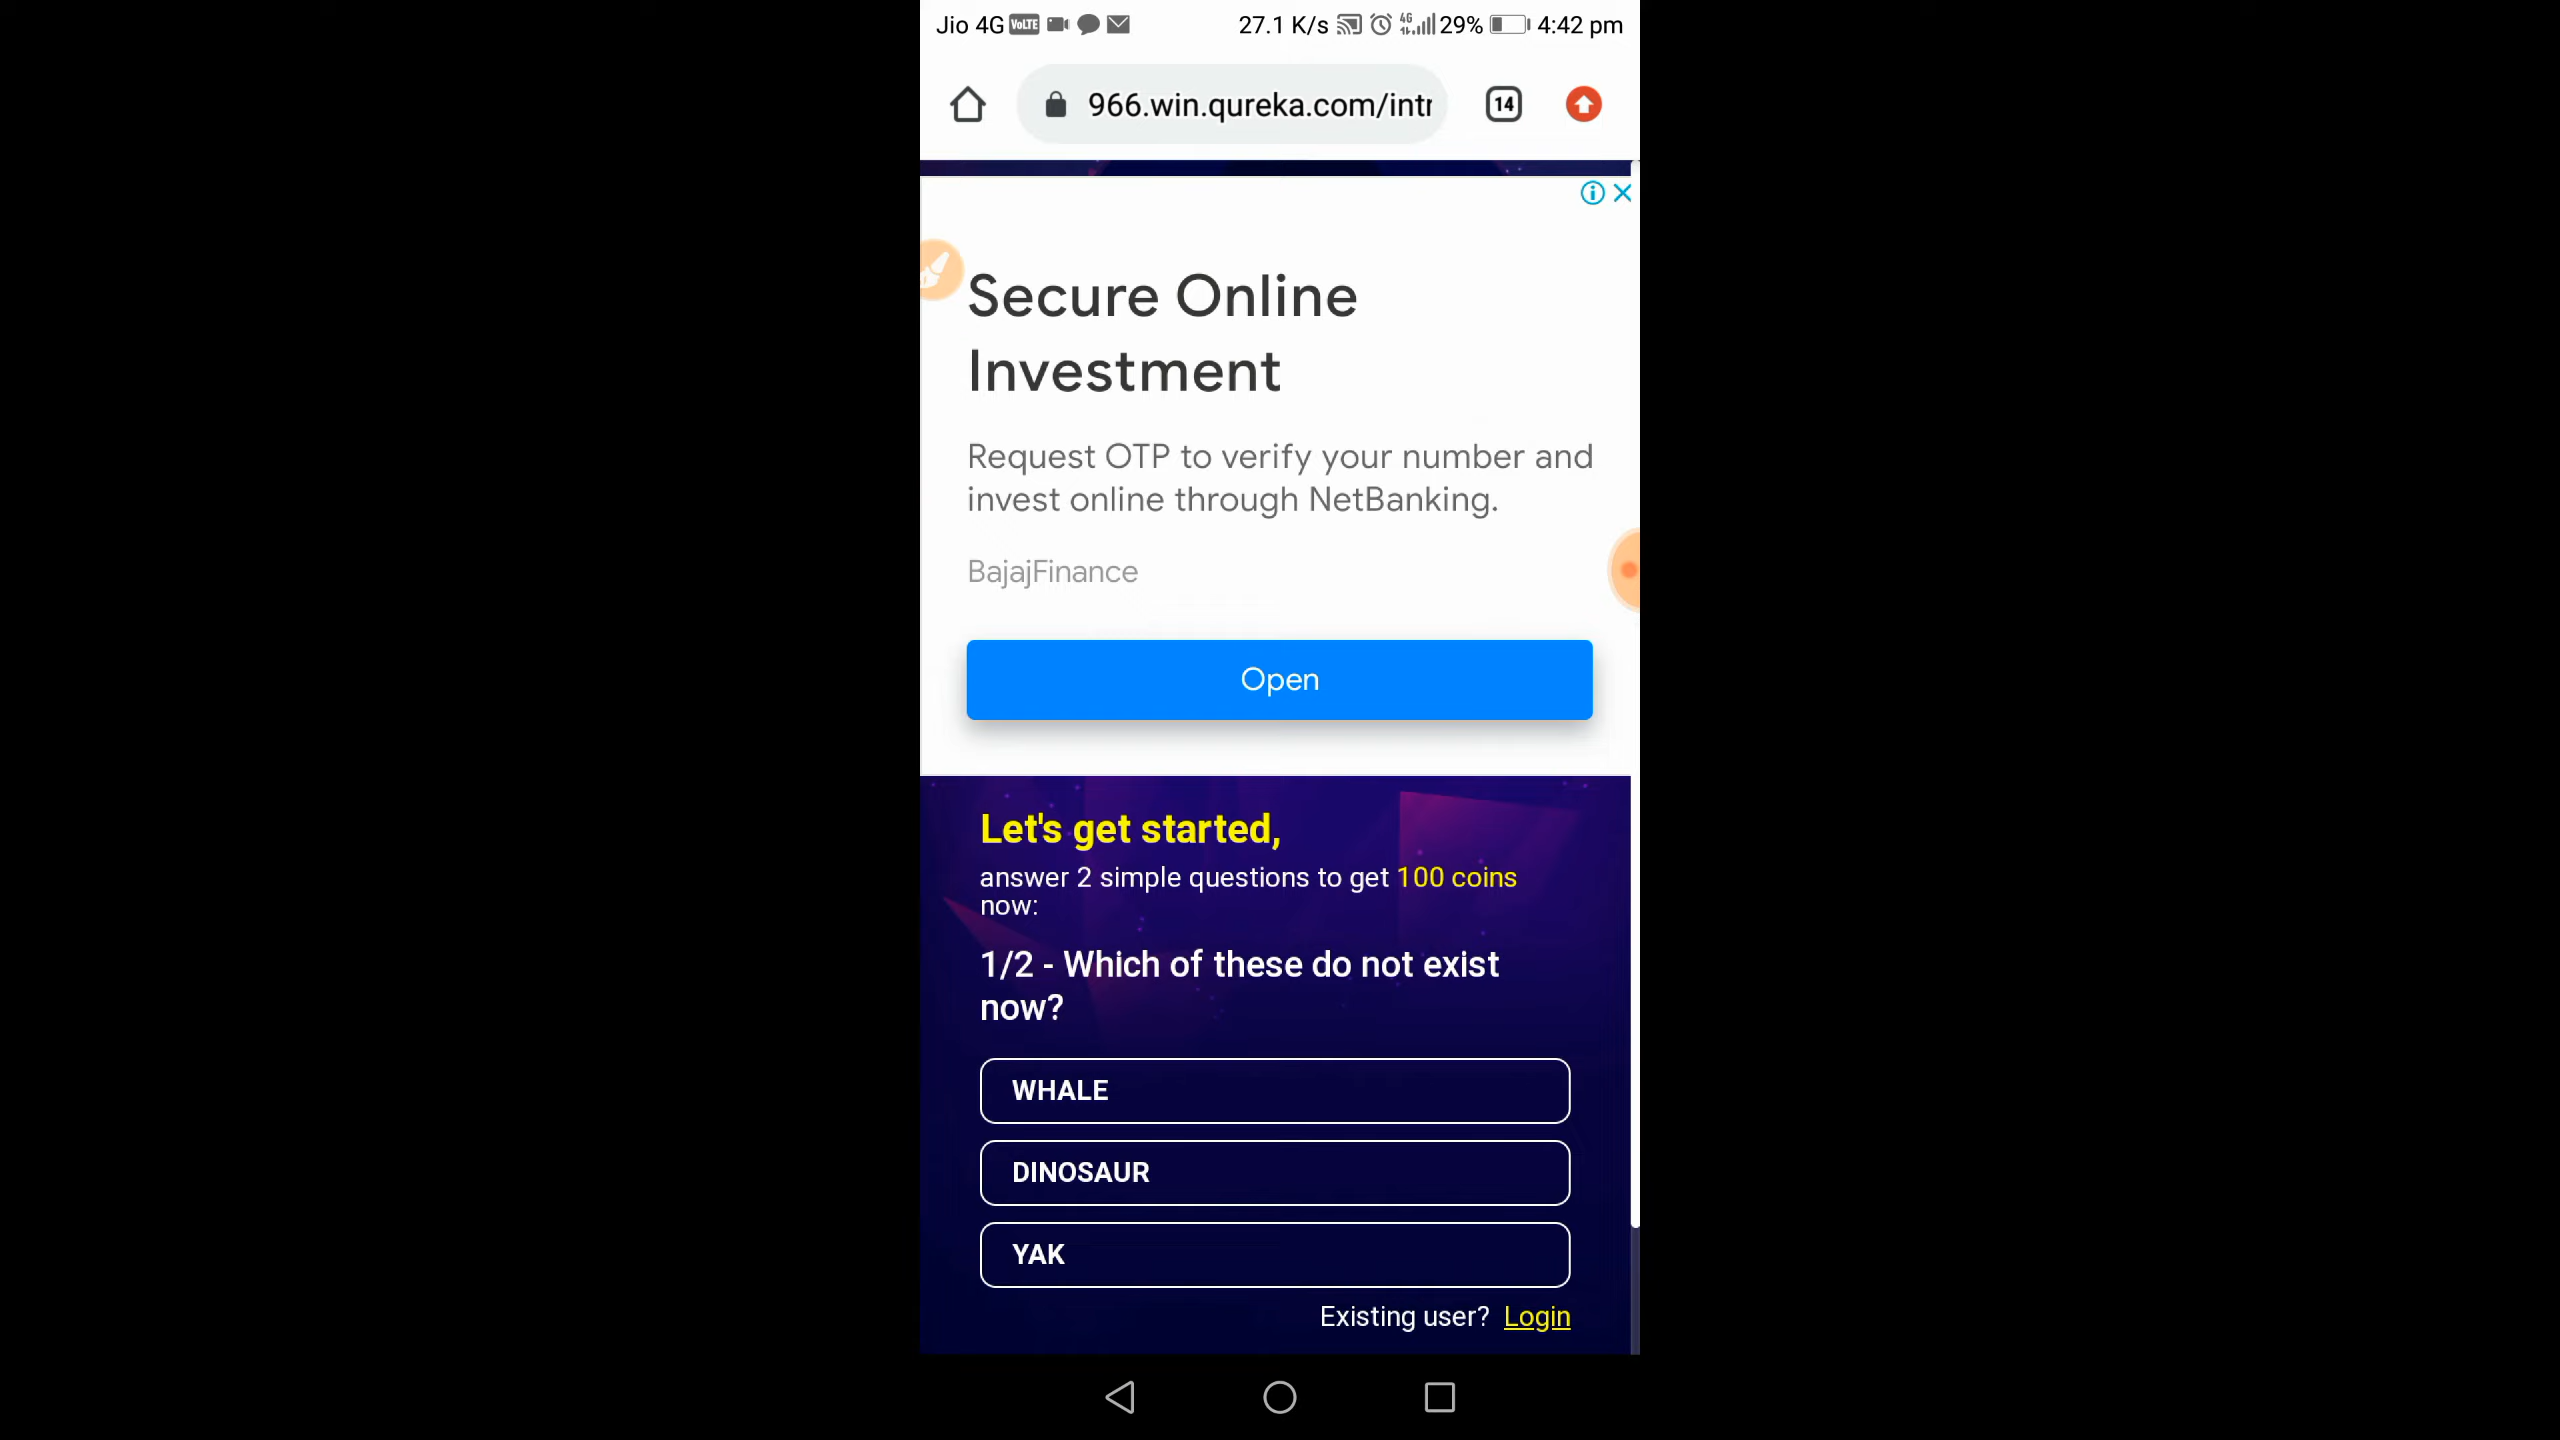 Jio 4G VoLTE 27.1 K/s 4G 29% 4:42 pm
966.win.qureka.com/intr 14
Secure Online
Investment
Request OTP to verify your number and
invest online through NetBanking.
BajajFinance
Open
Let's get started,
answer 2 simple questions to get 100 coins
now:
1/2 - Which of these do not exist
now?
WHALE
DINOSAUR
YAK
Existing user? Login